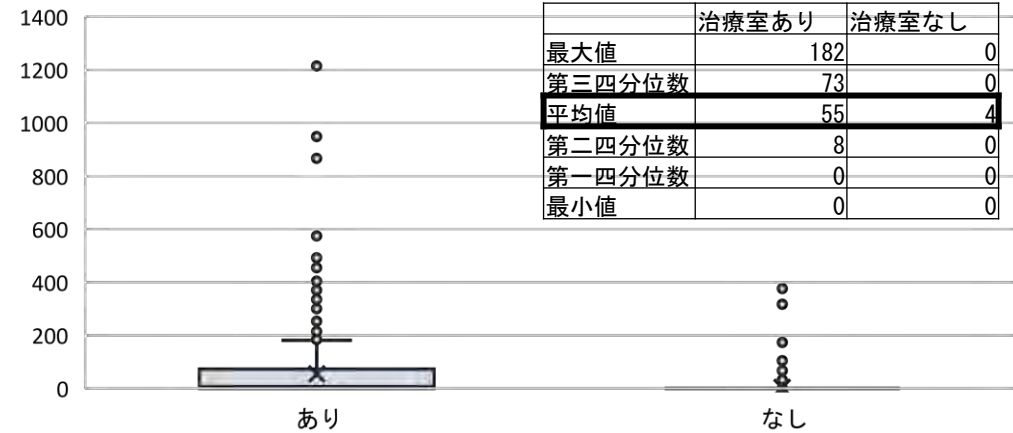 1400
1200
1000
800
600
400
200
0
治療室あり 治療室なし
最大値 182 0
第三四分位数 73 0
平均値 55 4
第二四分位数 8 0
第一四分位数 0 0
最小値 0 0
あり なし